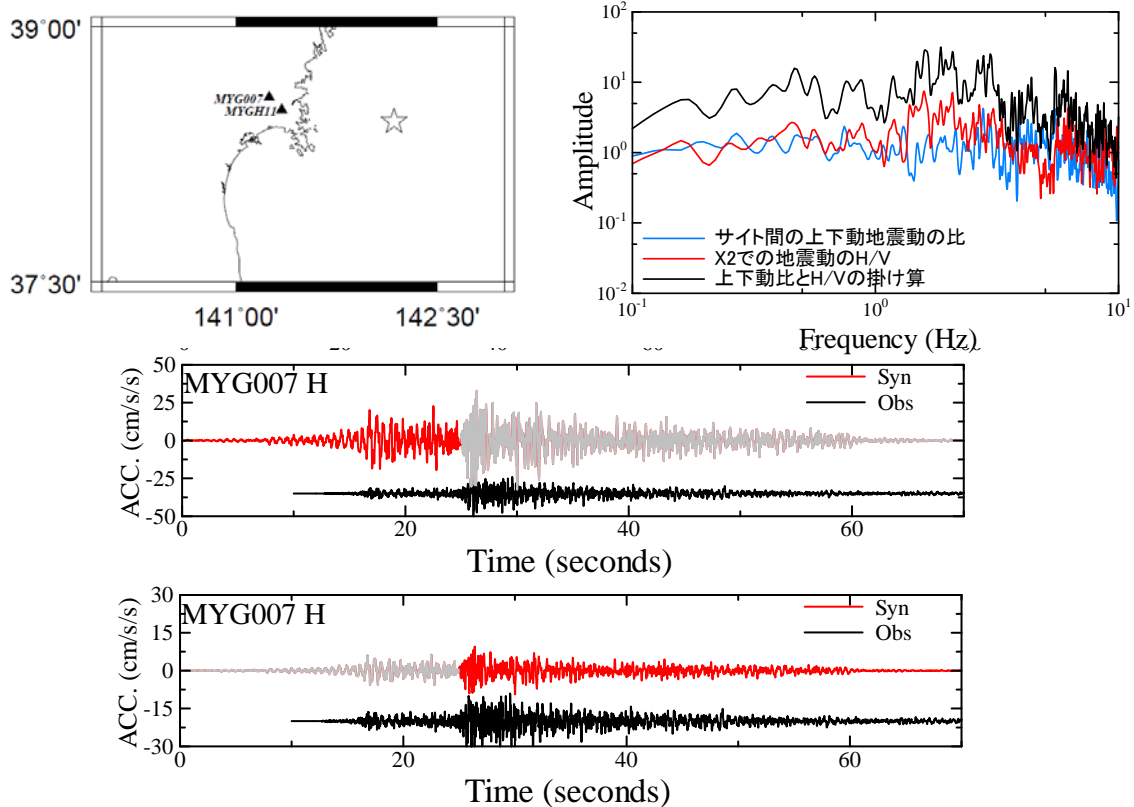 39˚00'
MYG007
MYGH11
37˚30'
141˚00'
142˚30'
Amplitude
10²
10¹
10⁰
10⁻¹
10⁻²
サイト間の上下動地震動の比
X2での地震動のH/V
上下動比とH/Vの掛け算
10⁻¹
10⁰
10¹
Frequency (Hz)
MYG007 H
Syn
Obs
ACC. (cm/s/s)
50
25
0
-25
-50
0
20
40
60
Time (seconds)
MYG007 H
Syn
Obs
ACC. (cm/s/s)
30
15
0
-15
-30
0
20
40
60
Time (seconds)